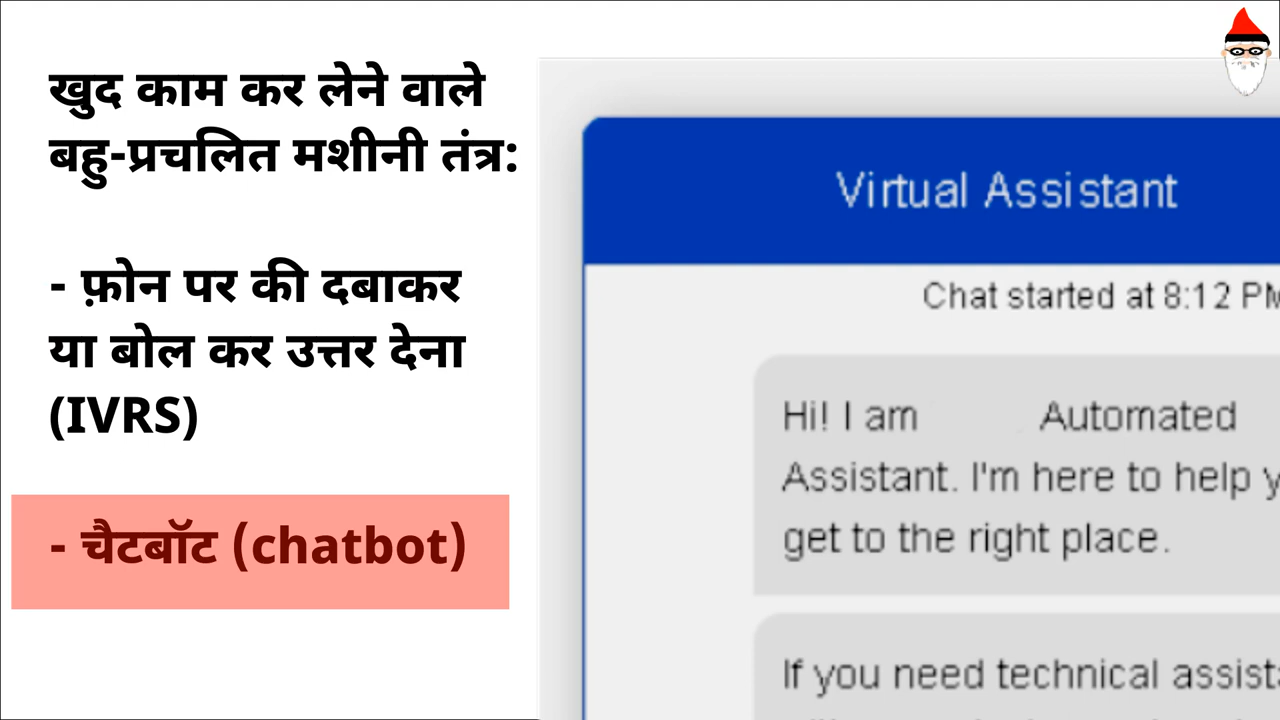 खुद काम कर लेने वाले
बहु-प्रचलित मशीनी तंत्र:
- फ़ोन पर की दबाकर
या बोल कर उत्तर देना
(IVRS)
- चैटबॉट (chatbot)
Virtual Assistant
Chat started at 8:12 PM
Hi! I am Automated
Assistant. I'm here to help
get to the right place.
If you need technical